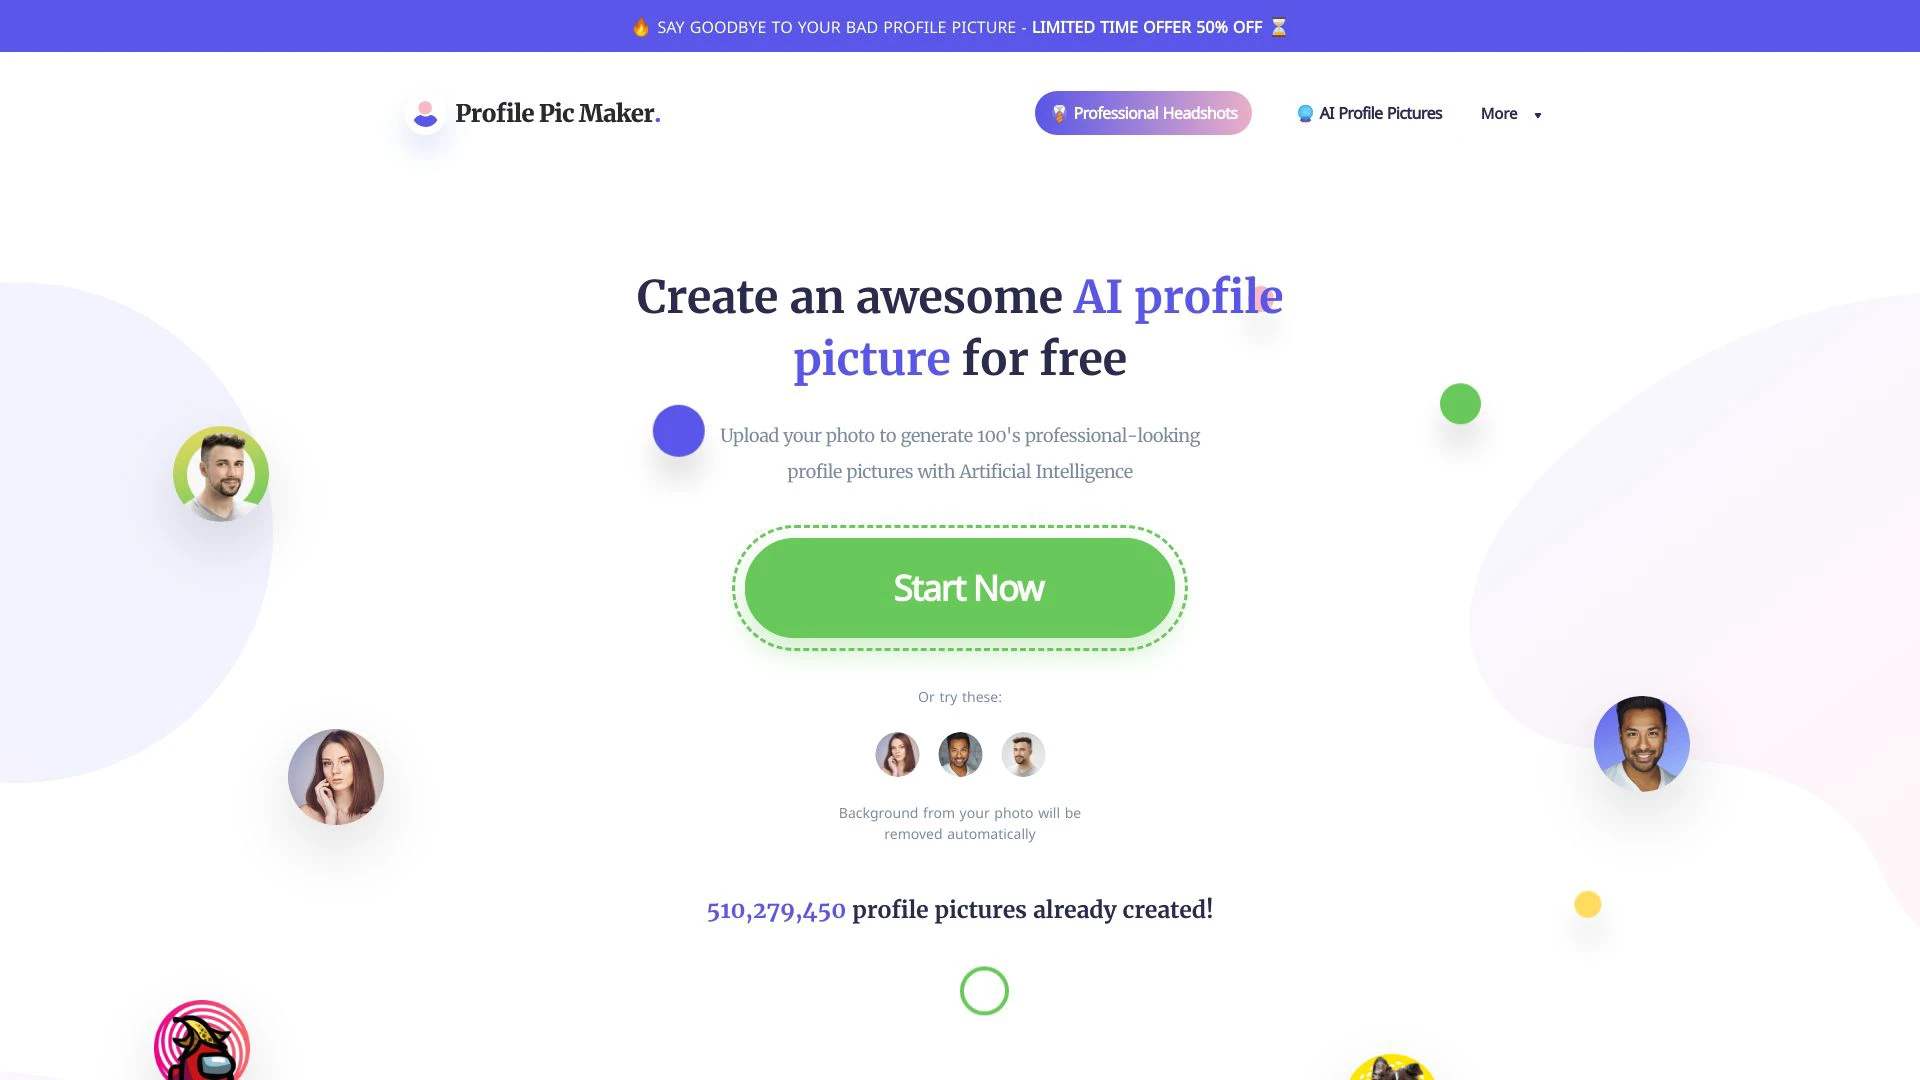 🔥 SAY GOODBYE TO YOUR BAD PROFILE PICTURE - LIMITED TIME OFFER 50% OFF ⏳
Profile Pic Maker.
👔 Professional Headshots
🔮 AI Profile Pictures
More ▾
Create an awesome AI profile
picture for free
Upload your photo to generate 100's professional-looking
profile pictures with Artificial Intelligence
Start Now
Or try these:
Background from your photo will be
removed automatically
510,279,450 profile pictures already created!